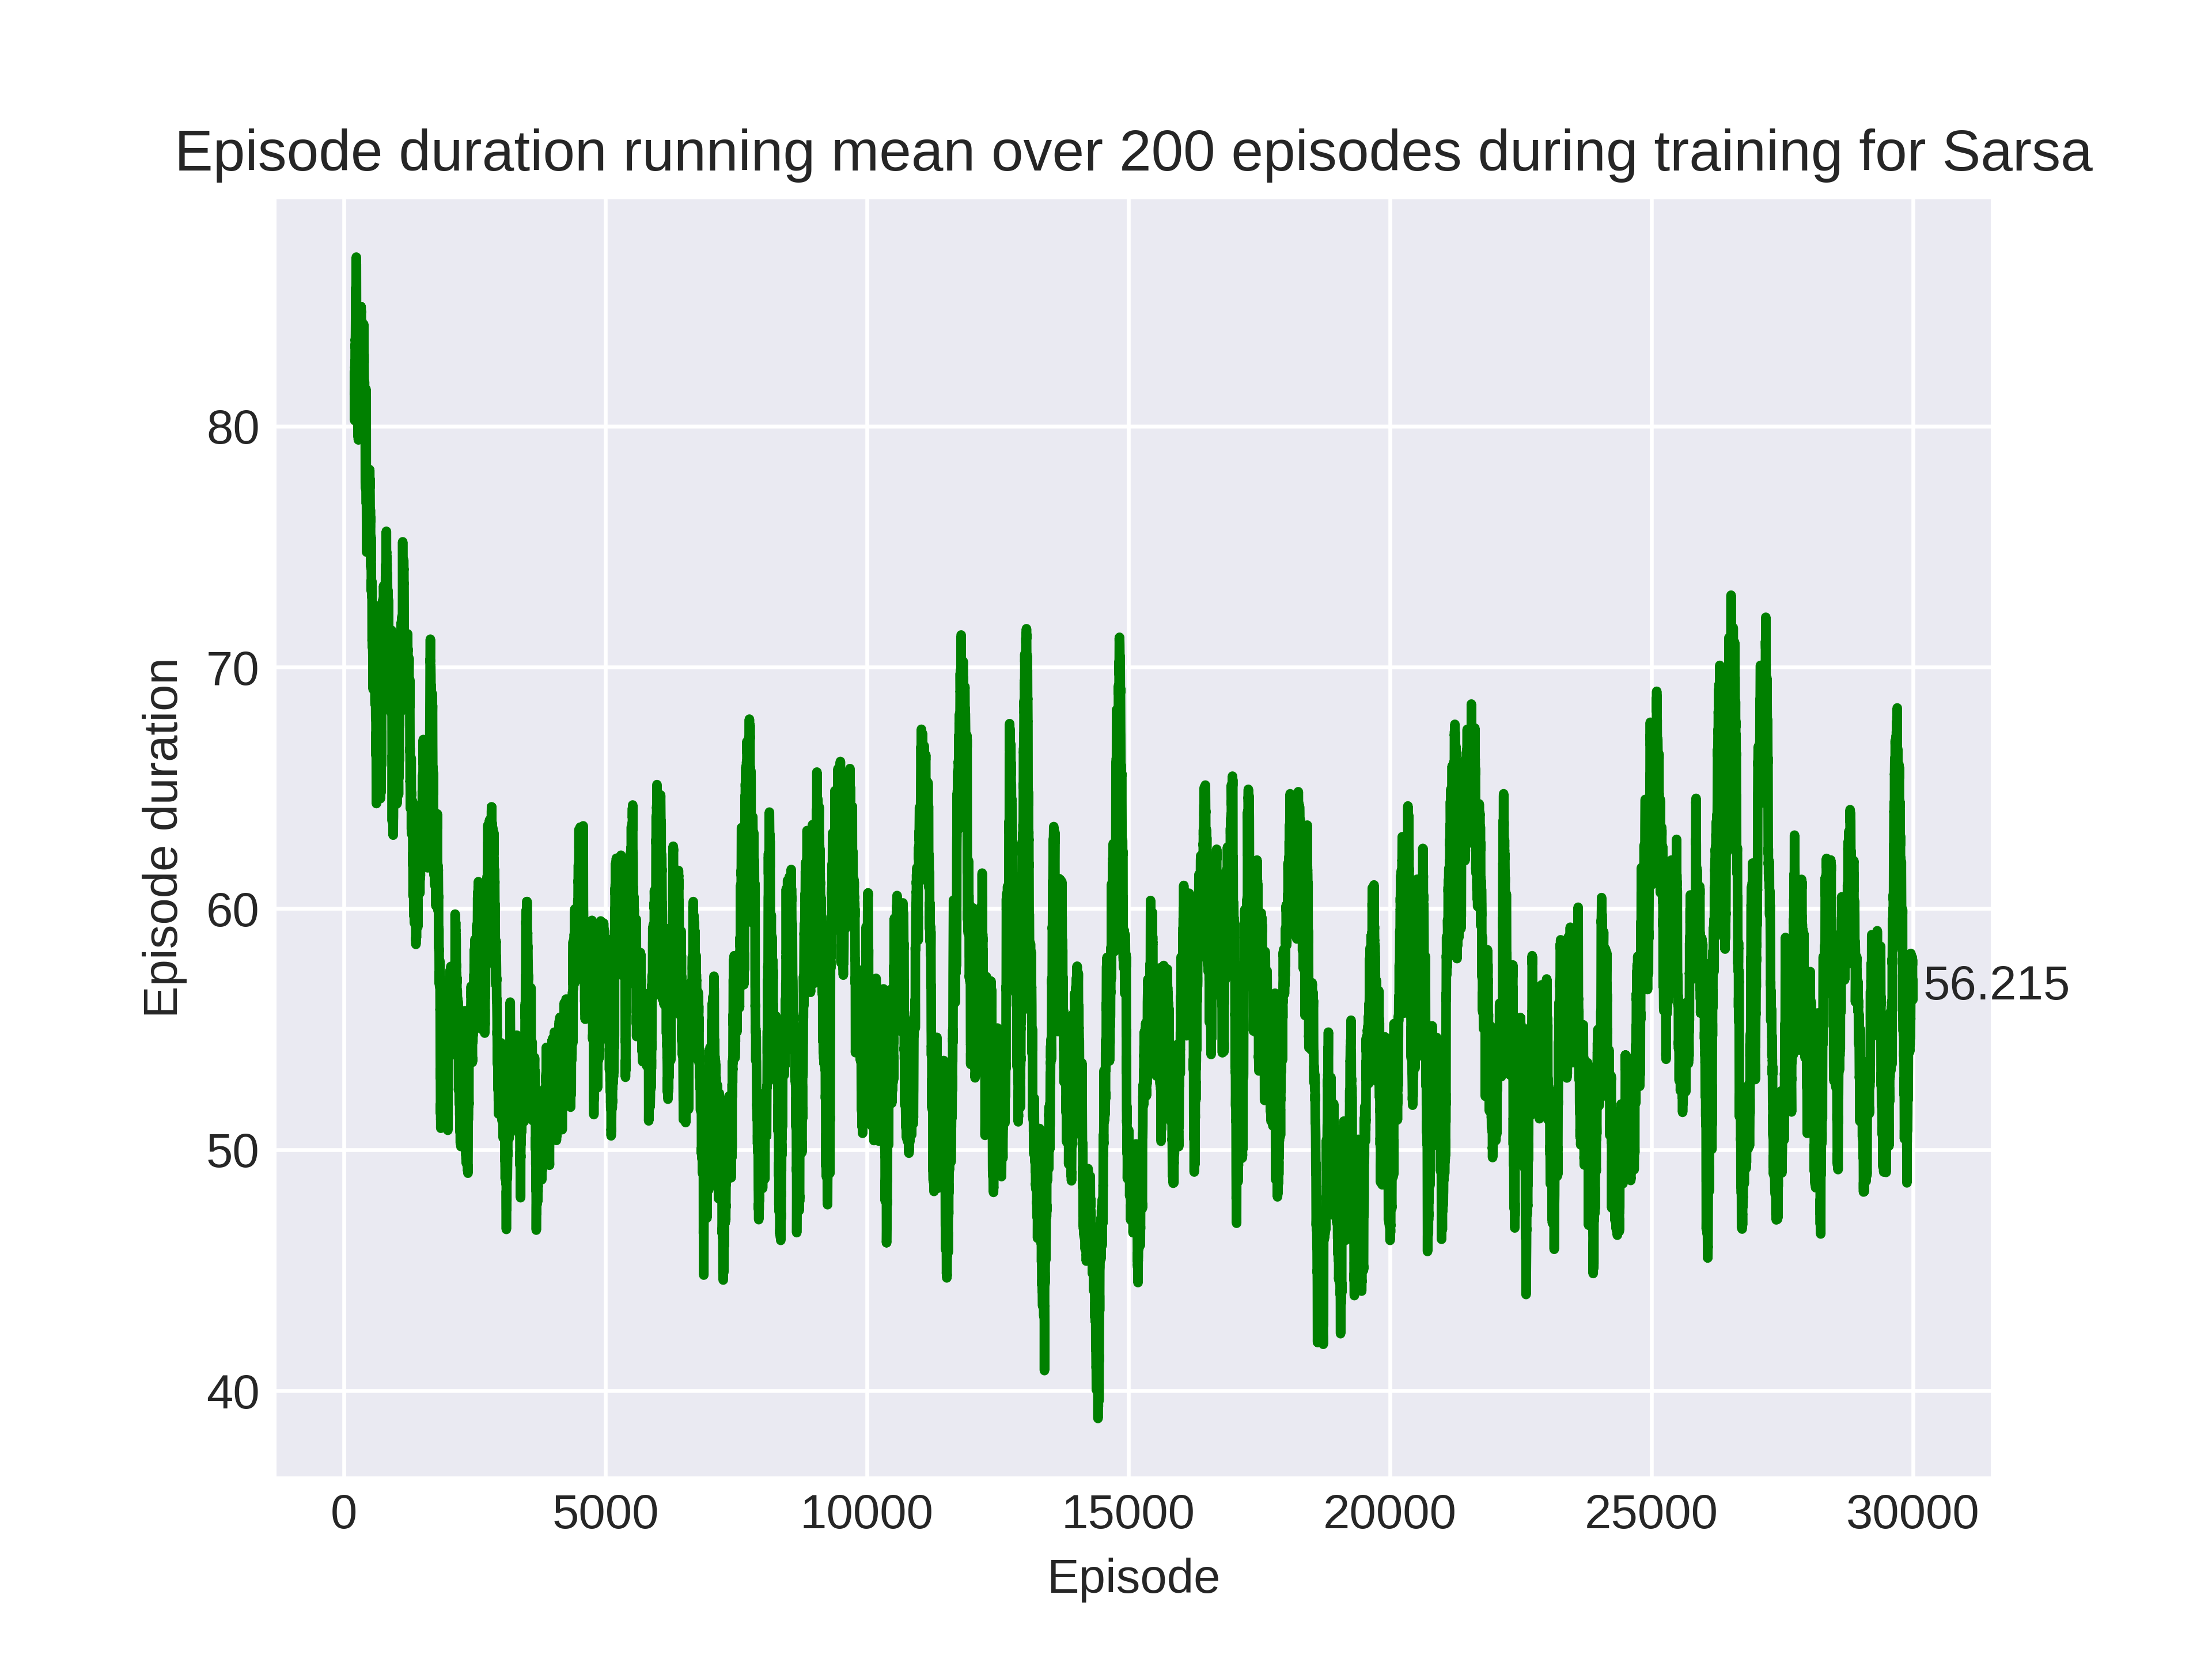 Episode duration running mean over 200 episodes during training for Sarsa
Episode duration
80
70
60
50
40
56.215
0 5000 10000 15000 20000 25000 30000
Episode